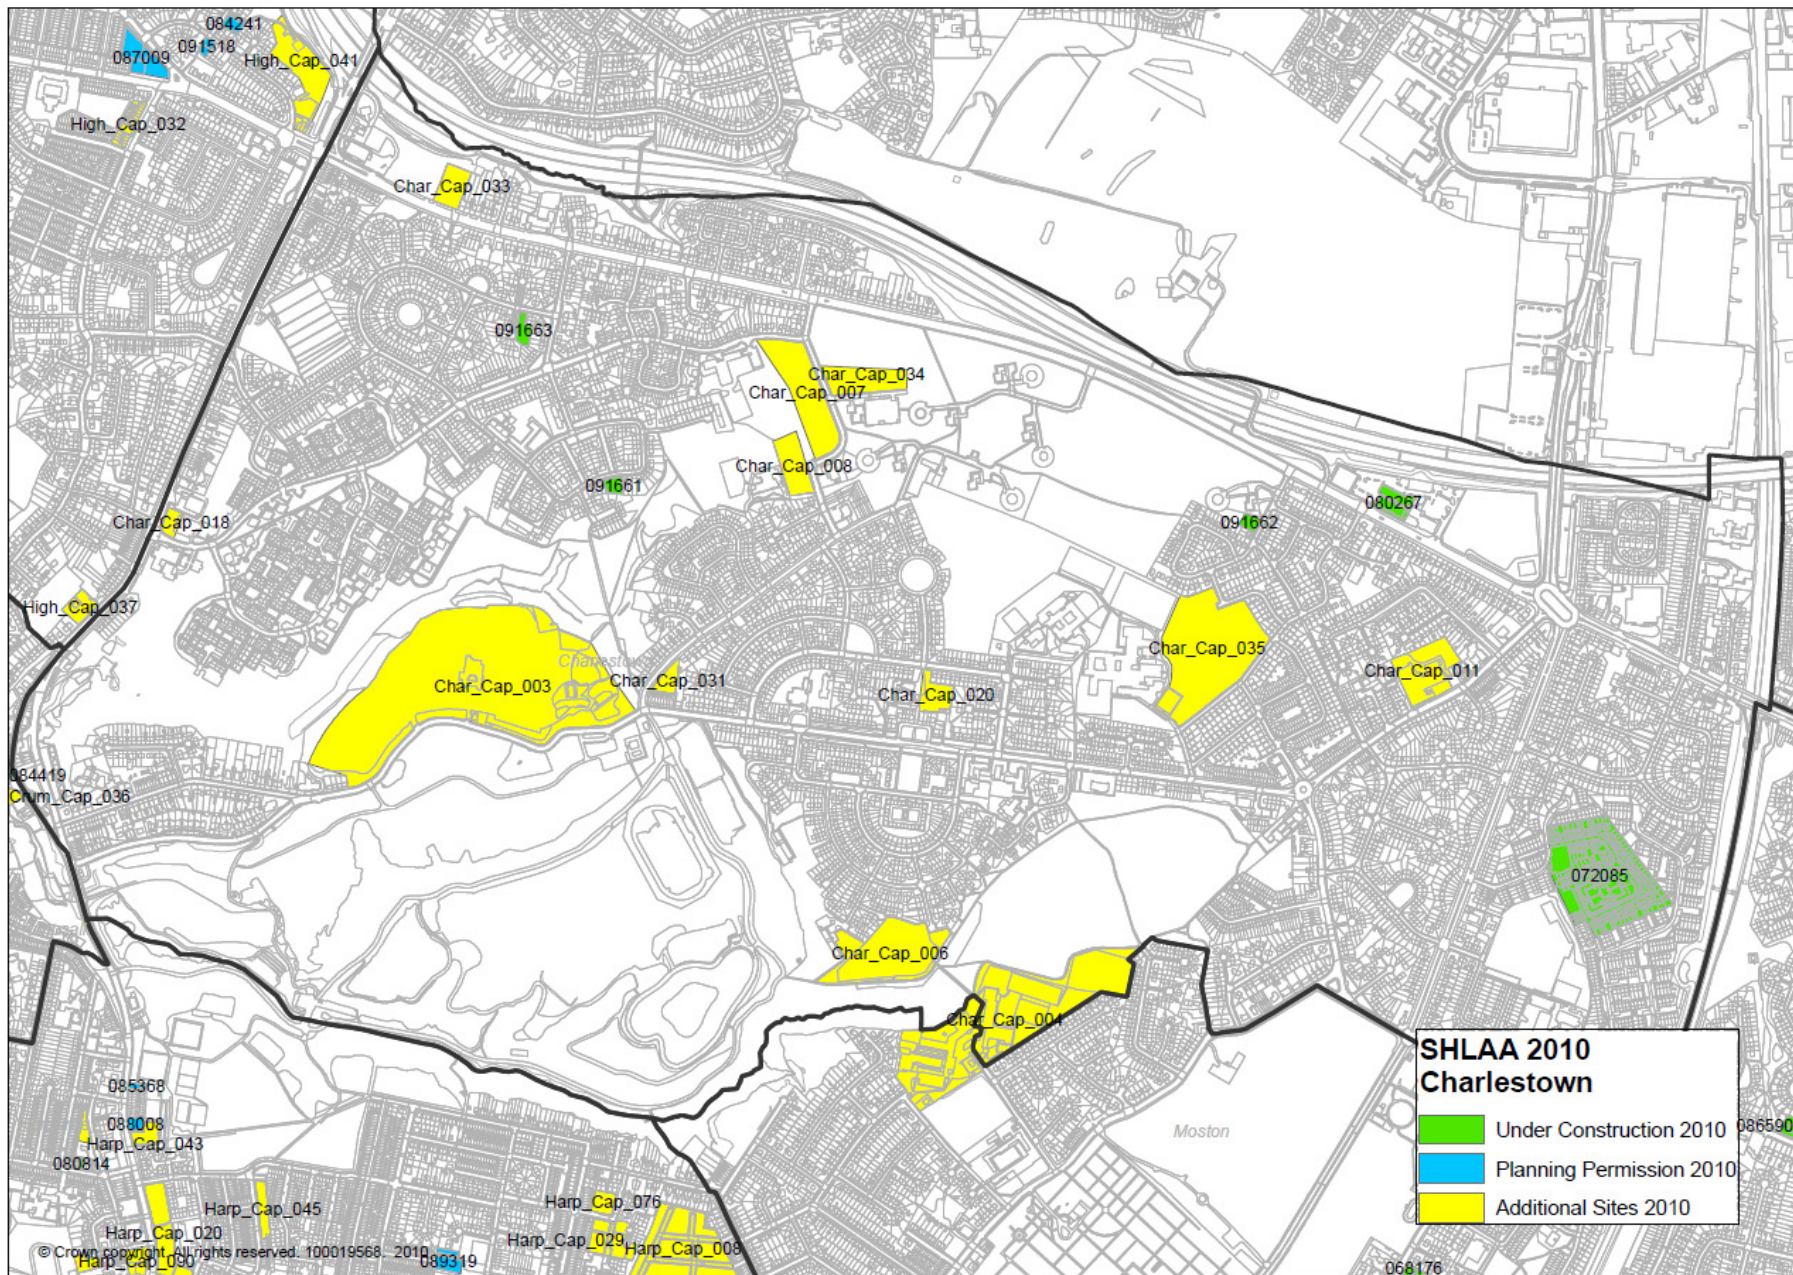 084241
091518
087009
High_Cap_041
High_Cap_032
Char_Cap_033
091663
Char_Cap_034
Char_Cap_007
Char_Cap_008
091661
080267
091662
Char_Cap_018
High_Cap_037
Charlestown
Char_Cap_035
Char_Cap_011
Char_Cap_003
Char_Cap_031
Char_Cap_020
084419
Crum_Cap_036
072085
Char_Cap_006
Char_Cap_004
SHLAA 2010
Charlestown
Under Construction 2010
Planning Permission 2010
Additional Sites 2010
086590
Moston
085368
088008
Harp_Cap_043
080814
Harp_Cap_045
Harp_Cap_076
Harp_Cap_020
Harp_Cap_029
Harp_Cap_008
© Crown copyright. All rights reserved. 100019568. 2010
Harp_Cap_090
089319
068176